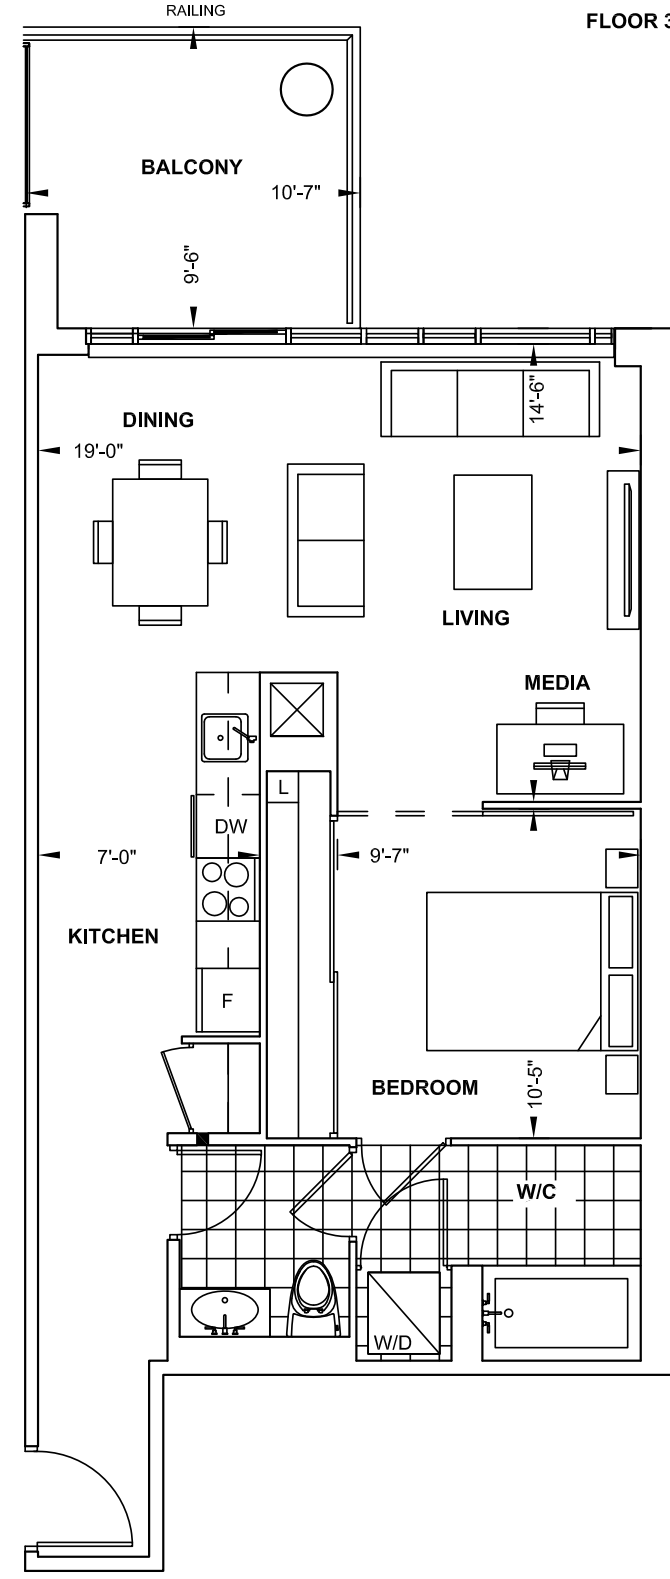 RAILING
FLOOR 3
BALCONY
10'-7"
9'-6"
14'-6"
DINING
19'-0"
LIVING
MEDIA
L
DW
7'-0"
9'-7"
KITCHEN
F
BEDROOM
10'-5"
W/C
W/D